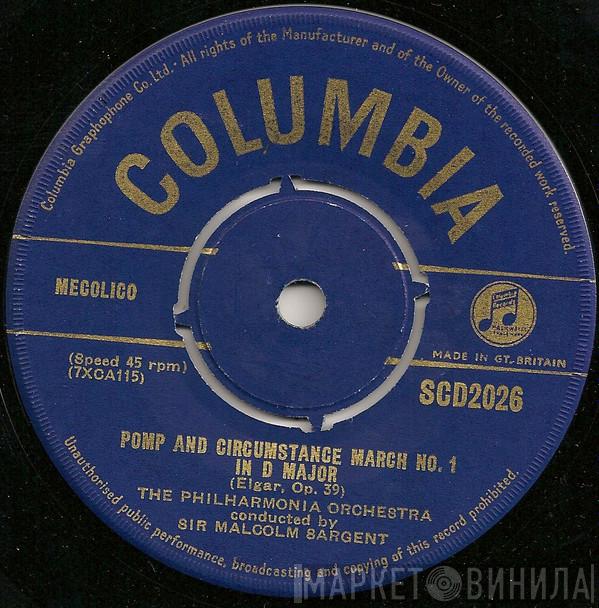 Columbia Graphophone Co. Ltd. · All rights of the Manufacturer and of the Owner of the recorded work reserved.
COLUMBIA
MECOLICO
MADE IN GT. BRITAIN
(Speed 45 rpm)
(7XCA115)
SCD2026
POMP AND CIRCUMSTANCE MARCH NO. 1
IN D MAJOR
(Elgar, Op. 39)
THE PHILHARMONIA ORCHESTRA
conducted by
SIR MALCOLM SARGENT
Unauthorised public performance, broadcasting and copying of this record prohibited.
МАРКЕТ ВИНИЛА